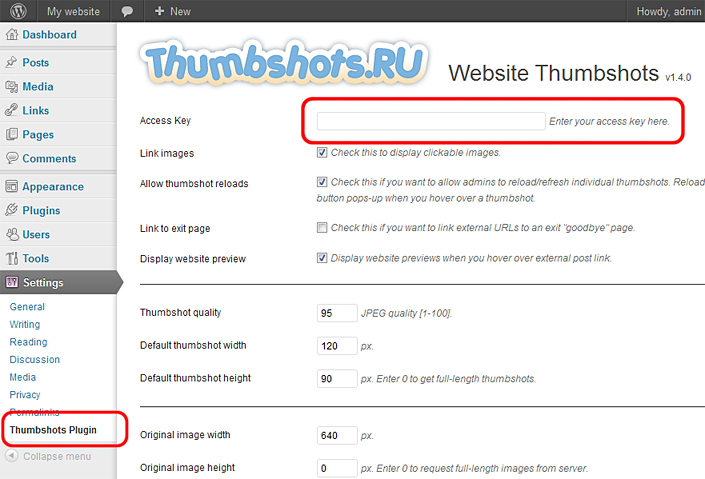 My website
New
Howdy, admin
Dashboard
Posts
Media
Links
Pages
Comments
Appearance
Plugins
Users
Tools
Settings
General
Writing
Reading
Discussion
Media
Privacy
Permalinks
Thumbshots Plugin
Collapse menu
Thumbshots.RU
Website Thumbshots v1.4.0
Access Key
Enter your access key here.
Link images
Check this to display clickable images.
Allow thumbshot reloads
Check this if you want to allow admins to reload/refresh individual thumbshots. Reload
button pops-up when you hover over a thumbshot.
Link to exit page
Check this if you want to link external URLs to an exit "goodbye" page.
Display website preview
Display website previews when you hover over external post link.
Thumbshot quality
95 JPEG quality [1-100].
Default thumbshot width
120 px.
Default thumbshot height
90 px. Enter 0 to get full-length thumbshots.
Original image width
640 px.
Original image height
0 px. Enter 0 to request full-length images from server.